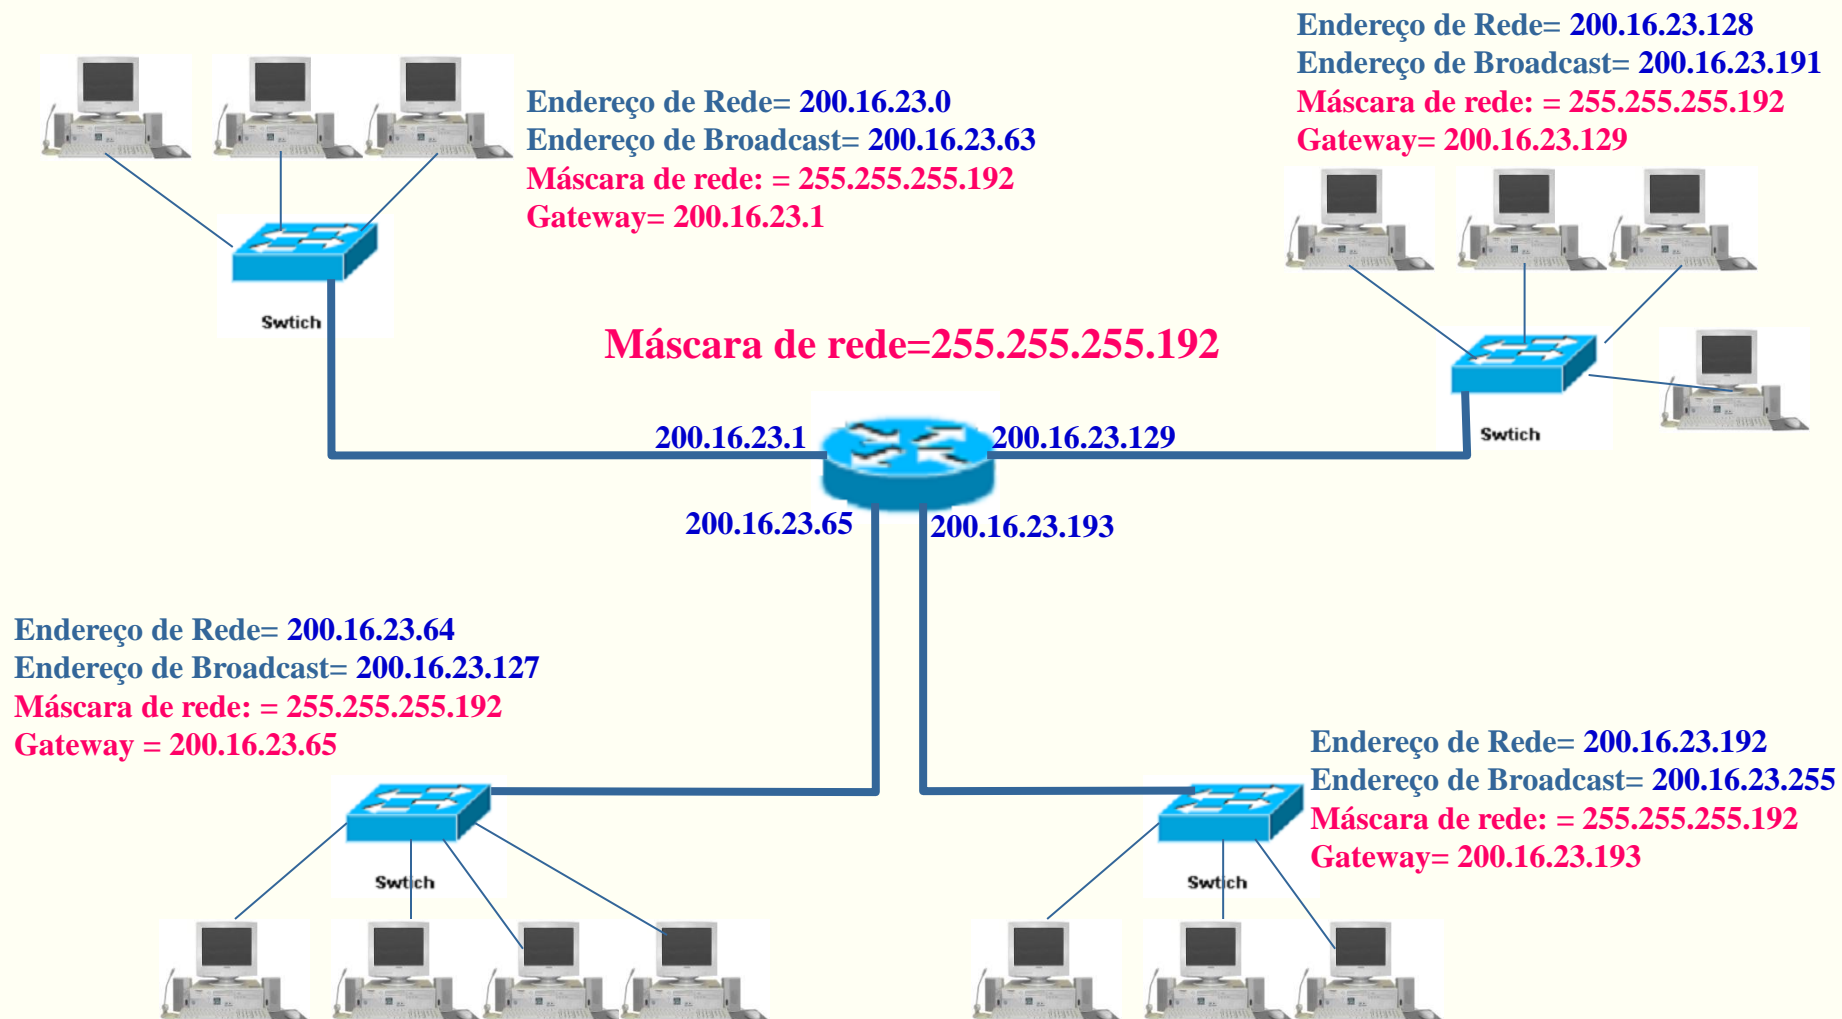 Endereço de Rede= 200.16.23.0
Endereço de Broadcast= 200.16.23.63
Máscara de rede: = 255.255.255.192
Gateway= 200.16.23.1
Swtich
Endereço de Rede= 200.16.23.128
Endereço de Broadcast= 200.16.23.191
Máscara de rede: = 255.255.255.192
Gateway= 200.16.23.129
Swtich
Máscara de rede=255.255.255.192
200.16.23.1
200.16.23.129
200.16.23.65
200.16.23.193
Endereço de Rede= 200.16.23.64
Endereço de Broadcast= 200.16.23.127
Máscara de rede: = 255.255.255.192
Gateway = 200.16.23.65
Swtich
Endereço de Rede= 200.16.23.192
Endereço de Broadcast= 200.16.23.255
Máscara de rede: = 255.255.255.192
Gateway= 200.16.23.193
Swtich